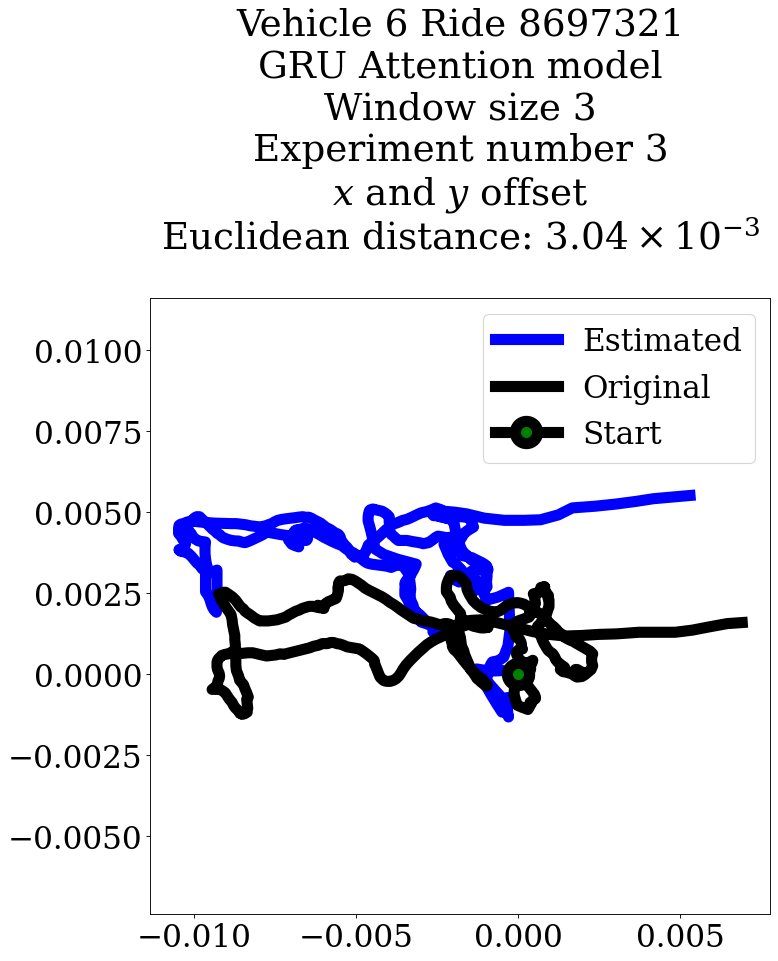 Vehicle 6 Ride 8697321
GRU Attention model
Window size 3
Experiment number 3
x and y offset
Euclidean distance: 3.04 × 10⁻³
Estimated
Original
Start
0.0100
0.0075
0.0050
0.0025
0.0000
−0.0025
−0.0050
−0.010 −0.005 0.000 0.005